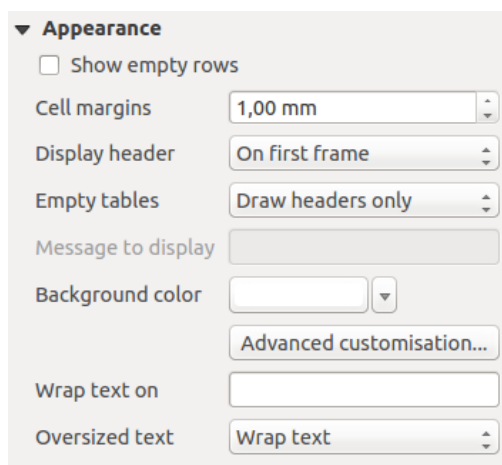 Appearance
Show empty rows
Cell margins 1,00 mm
Display header On first frame
Empty tables Draw headers only
Message to display
Background color
Advanced customisation...
Wrap text on
Oversized text Wrap text